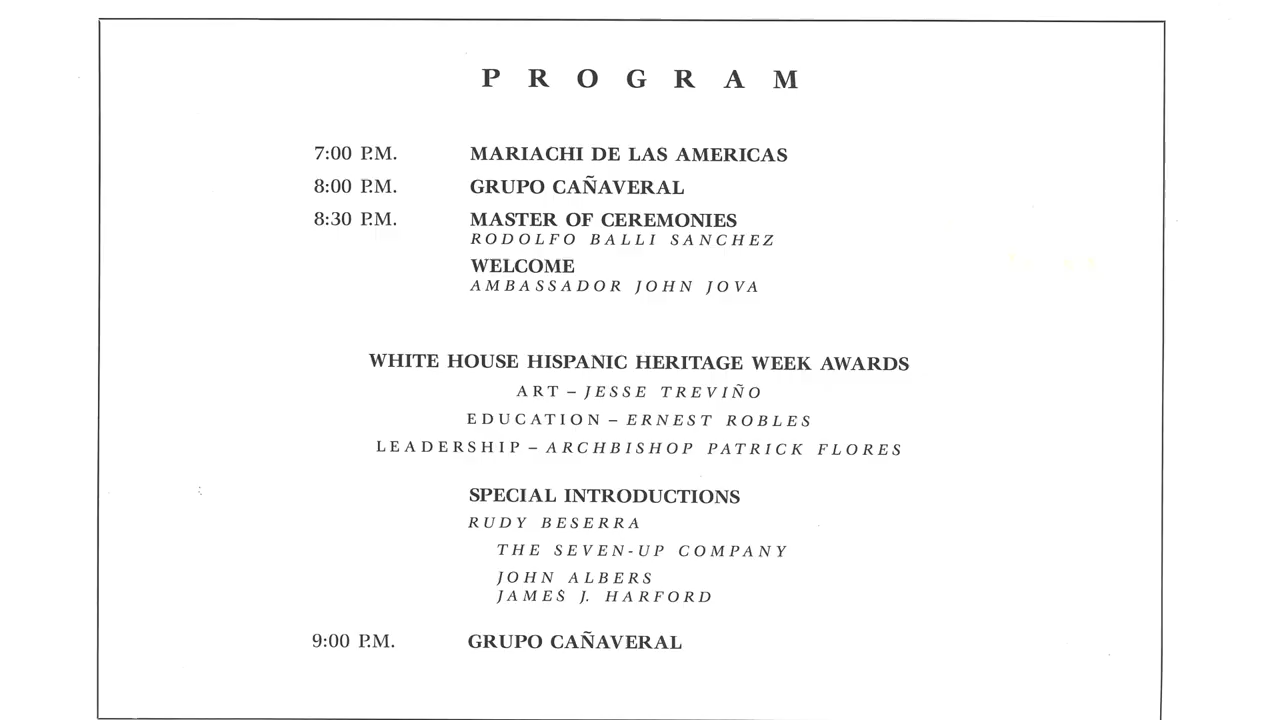 PROGRAM
7:00 P.M. MARIACHI DE LAS AMERICAS
8:00 P.M. GRUPO CAÑAVERAL
8:30 P.M. MASTER OF CEREMONIES
RODOLFO BALLI SANCHEZ
WELCOME
AMBASSADOR JOHN JOVA
WHITE HOUSE HISPANIC HERITAGE WEEK AWARDS
ART – JESSE TREVIÑO
EDUCATION – ERNEST ROBLES
LEADERSHIP – ARCHBISHOP PATRICK FLORES
SPECIAL INTRODUCTIONS
RUDY BESERRA
THE SEVEN-UP COMPANY
JOHN ALBERS
JAMES J. HARFORD
9:00 P.M. GRUPO CAÑAVERAL